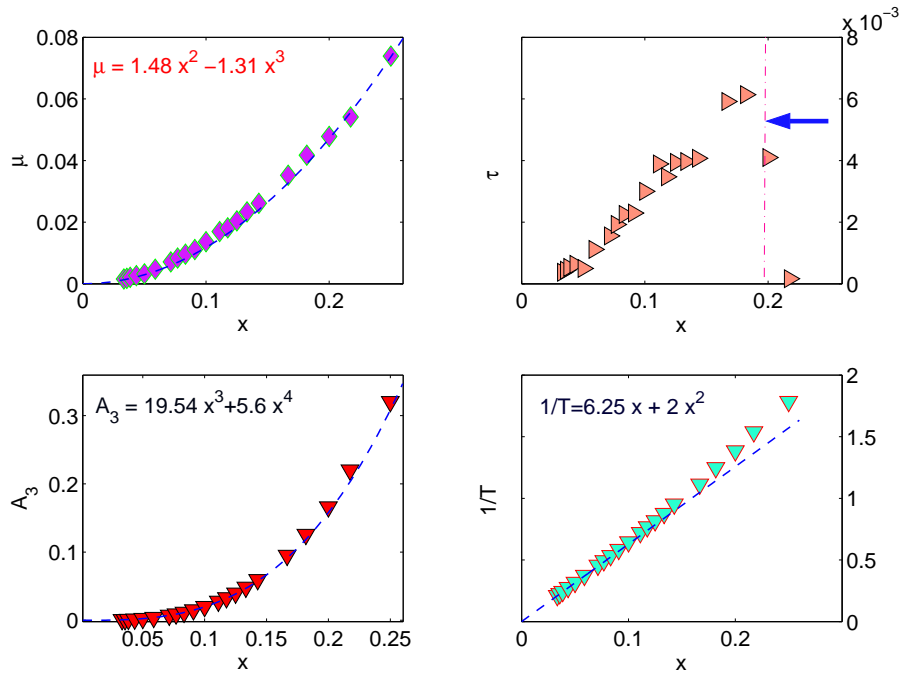 0.08
0.06
0.04
0.02
0
μ
μ = 1.48 x² −1.31 x³
0 0.1 0.2
x
x 10⁻³
8
6
4
2
0
τ
0 0.1 0.2
x
0.3
0.2
0.1
0
A₃
A₃ = 19.54 x³+5.6 x⁴
0.05 0.1 0.15 0.2 0.25
x
2
1.5
1
0.5
0
1/T
1/T=6.25 x + 2 x²
0 0.1 0.2
x